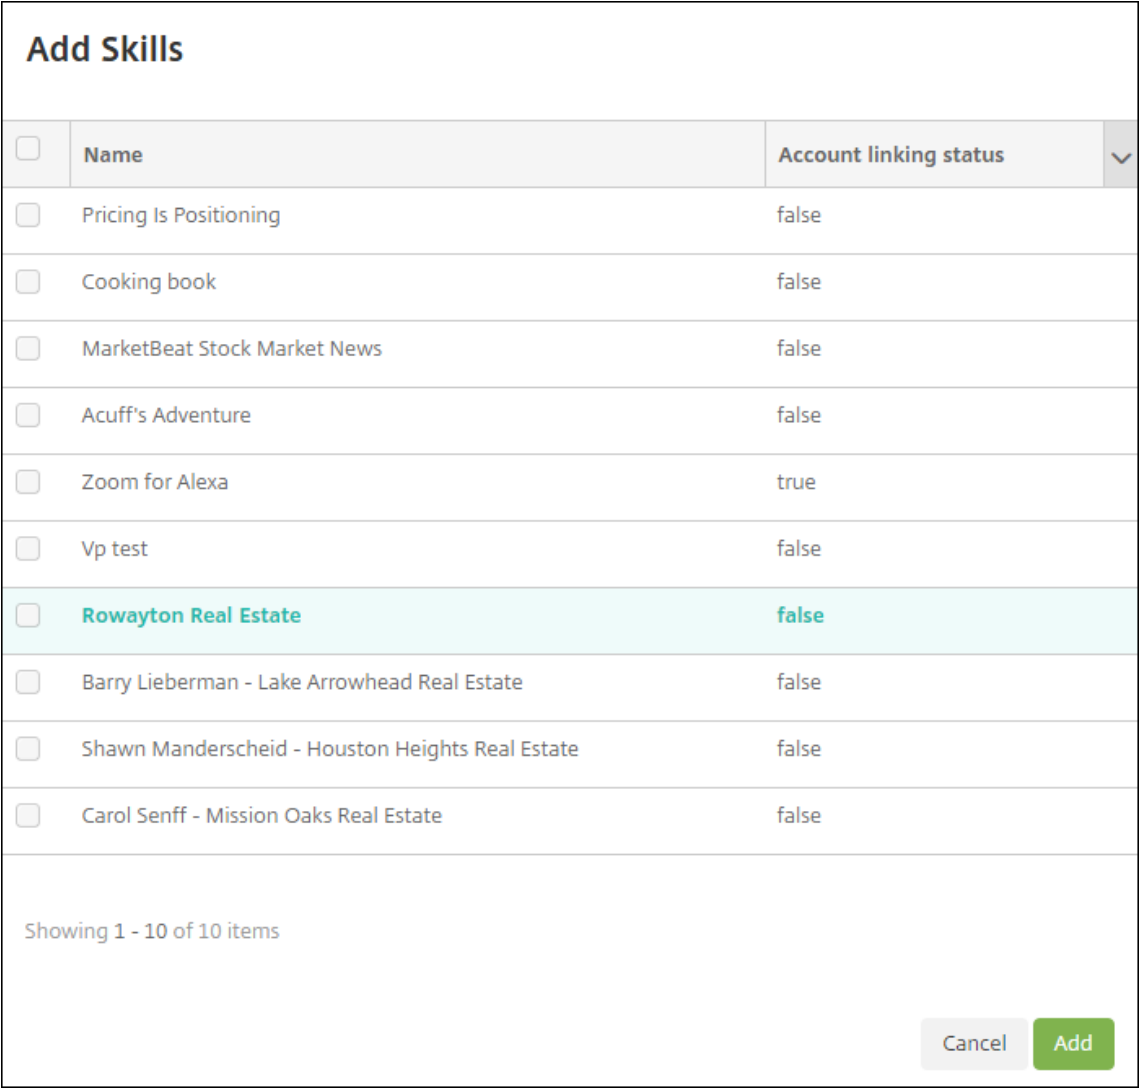 Add Skills
Name Account linking status
Pricing Is Positioning false
Cooking book false
MarketBeat Stock Market News false
Acuff's Adventure false
Zoom for Alexa true
Vp test false
Rowayton Real Estate false
Barry Lieberman - Lake Arrowhead Real Estate false
Shawn Manderscheid - Houston Heights Real Estate false
Carol Senff - Mission Oaks Real Estate false
Showing 1 - 10 of 10 items
Cancel Add